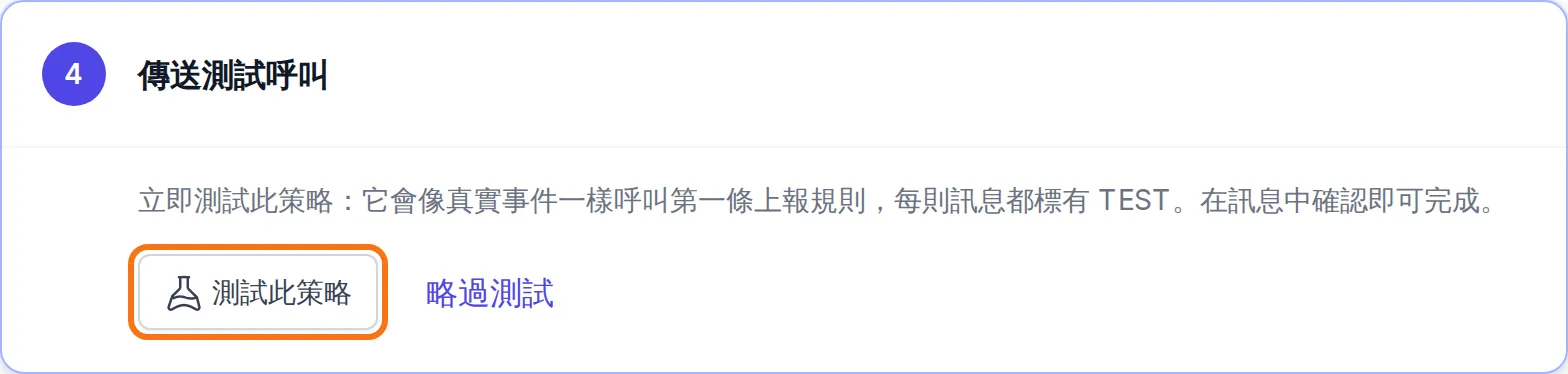 4
傳送測試呼叫
立即測試此策略：它會像真實事件一樣呼叫第一條上報規則，每則訊息都標有 TEST。在訊息中確認即可完成。
測試此策略
略過測試